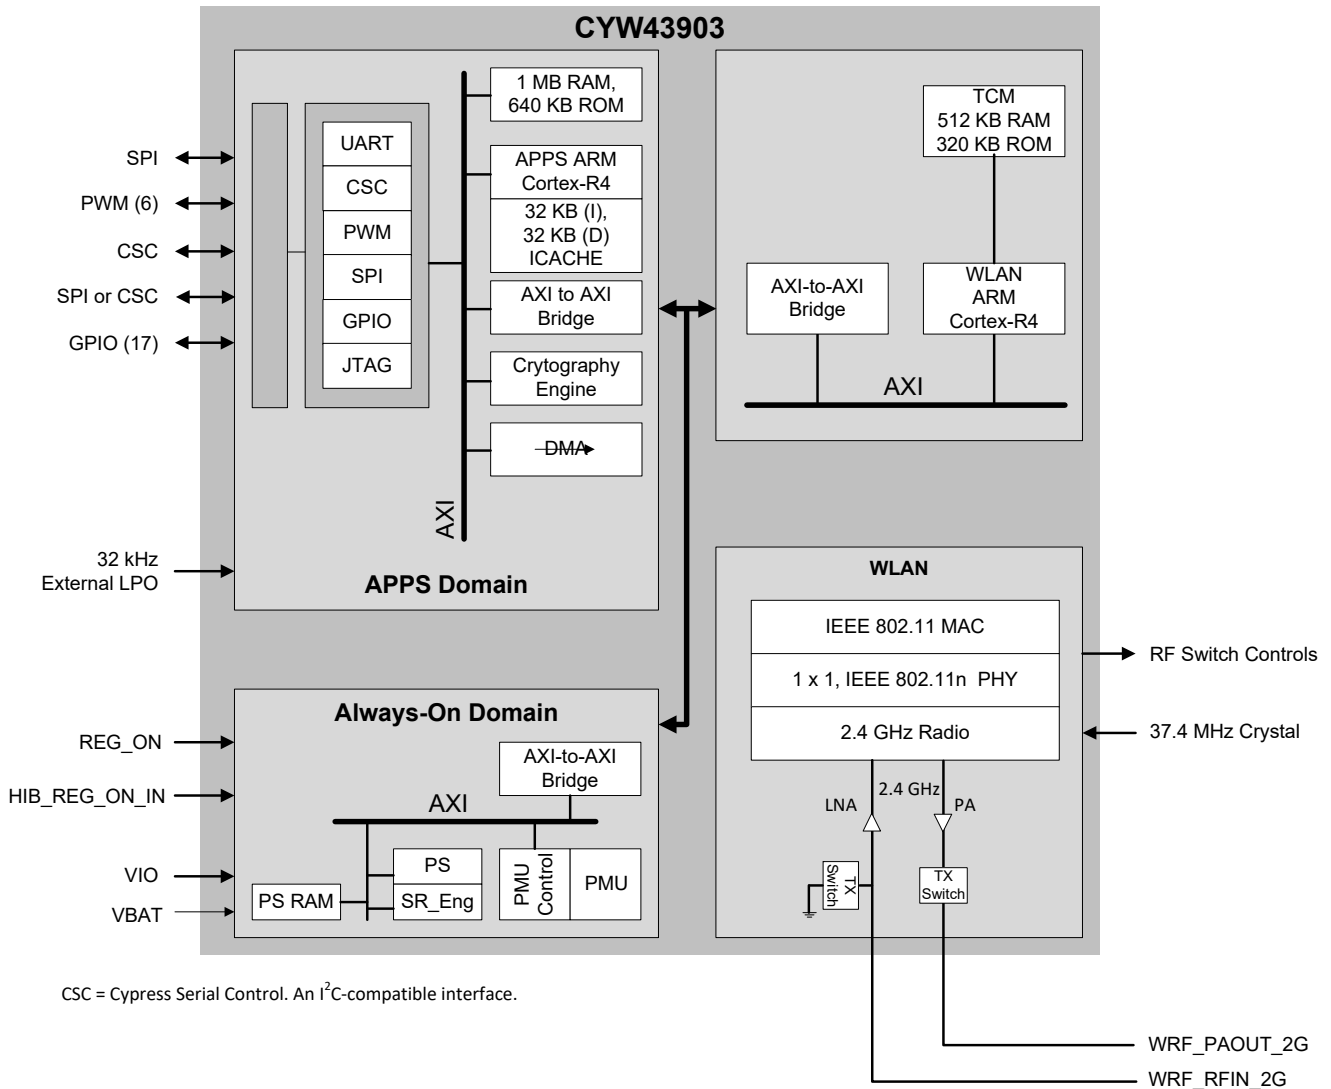 CYW43903
SPI
PWM (6)
CSC
SPI or CSC
GPIO (17)
32 kHz
External LPO
UART
CSC
PWM
SPI
GPIO
JTAG
1 MB RAM,
640 KB ROM
APPS ARM
Cortex-R4
32 KB (I),
32 KB (D)
ICACHE
AXI to AXI
Bridge
Crytography
Engine
DMA
AXI
APPS Domain
TCM
512 KB RAM
320 KB ROM
AXI-to-AXI
Bridge
WLAN
ARM
Cortex-R4
AXI
REG_ON
HIB_REG_ON_IN
VIO
VBAT
Always-On Domain
AXI-to-AXI
Bridge
AXI
PS RAM
PS
SR_Eng
PMU
Control
PMU
WLAN
IEEE 802.11 MAC
1 x 1, IEEE 802.11n PHY
2.4 GHz Radio
2.4 GHz
LNA
PA
TX
Switch
TX
Switch
RF Switch Controls
37.4 MHz Crystal
WRF_PAOUT_2G
WRF_RFIN_2G
CSC = Cypress Serial Control. An I²C-compatible interface.